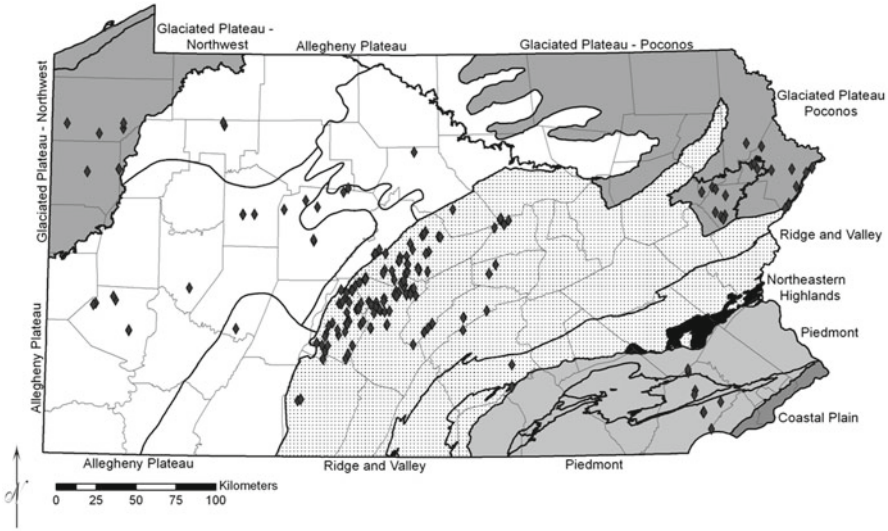 Glaciated Plateau -
Northwest
Allegheny Plateau
Glaciated Plateau - Poconos
Glaciated Plateau - Northwest
Glaciated Plateau
Poconos
Ridge and Valley
Northeastern
Highlands
Piedmont
Allegheny Plateau
Coastal Plain
Allegheny Plateau
Ridge and Valley
Piedmont
Kilometers
0 25 50 75 100
N